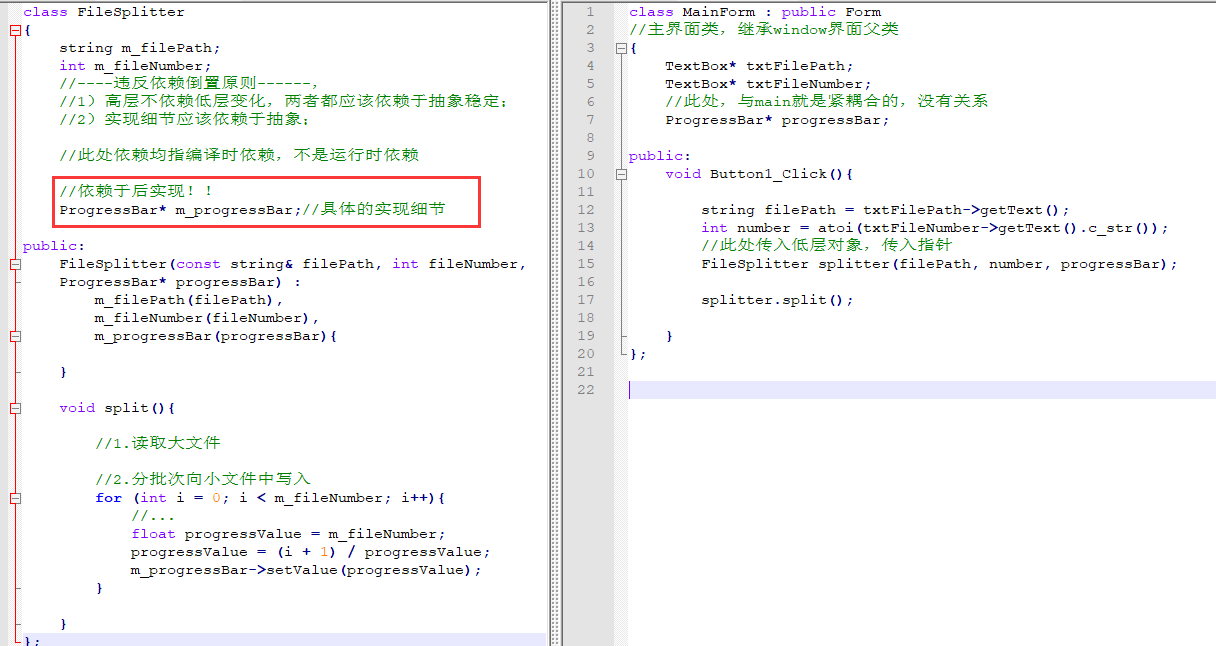 class FileSplitter
{
    string m_filePath;
    int m_fileNumber;
    //----违反依赖倒置原则------，
    //1）高层不依赖低层变化，两者都应该依赖于抽象稳定；
    //2）实现细节应该依赖于抽象；
    //此处依赖均指编译时依赖，不是运行时依赖
    //依赖于后实现！！
    ProgressBar* m_progressBar;//具体的实现细节
public:
    FileSplitter(const string& filePath, int fileNumber,
    ProgressBar* progressBar) :
        m_filePath(filePath),
        m_fileNumber(fileNumber),
        m_progressBar(progressBar){
    }
    void split(){
        //1.读取大文件
        //2.分批次向小文件中写入
        for (int i = 0; i < m_fileNumber; i++){
            //...
            float progressValue = m_fileNumber;
            progressValue = (i + 1) / progressValue;
            m_progressBar->setValue(progressValue);
        }
    }
};
1 class MainForm : public Form
2 //主界面类，继承window界面父类
3 {
4     TextBox* txtFilePath;
5     TextBox* txtFileNumber;
6     //此处，与main就是紧耦合的，没有关系
7     ProgressBar* progressBar;
8
9 public:
10     void Button1_Click(){
11
12         string filePath = txtFilePath->getText();
13         int number = atoi(txtFileNumber->getText().c_str());
14         //此处传入低层对象，传入指针
15         FileSplitter splitter(filePath, number, progressBar);
16
17         splitter.split();
18
19     }
20 };
21
22